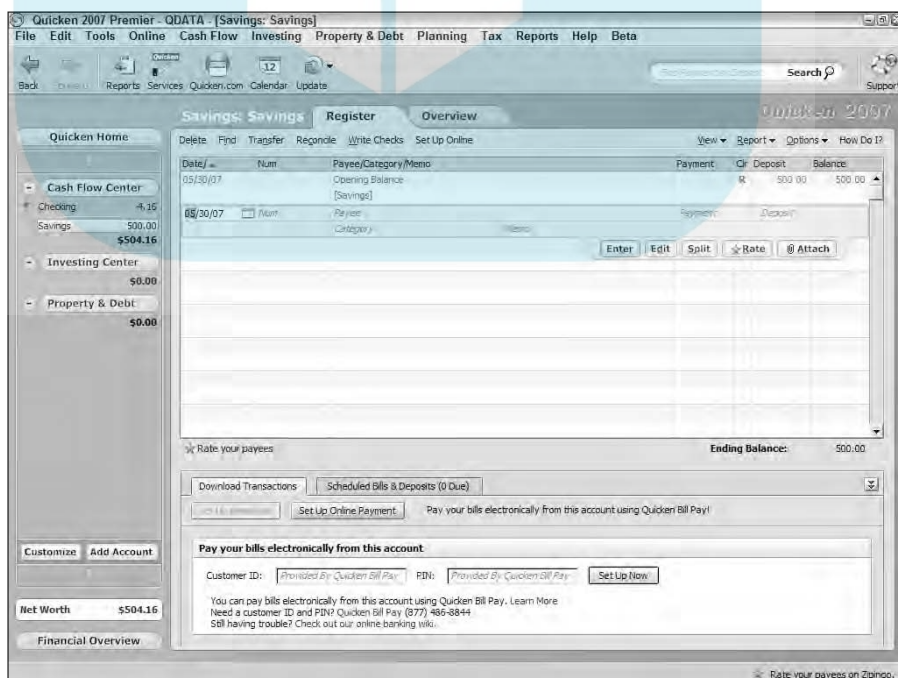 Quicken 2007 Premier - QDATA - [Savings: Savings]
File Edit Tools Online Cash Flow Investing Property & Debt Planning Tax Reports Help Beta
12
Back Reports Services Quicken.com Calendar Update Search Support
Savings: Savings Register Overview Quicken 2007
Quicken Home
Delete Find Transfer Reconcile Write Checks Set Up Online View Report Options How Do I?
Date/ Num Payee/Category/Memo Payment Clr Deposit Balance
05/30/07 Opening Balance R 500 00 500 00
[Savings]
05/30/07 Num Payee Payment Deposit
Category Memo
Enter Edit Split Rate Attach
Cash Flow Center
Checking 4.16
Savings 500.00
$504.16
Investing Center
$0.00
Property & Debt
$0.00
Rate your payees Ending Balance: 500.00
Download Transactions Scheduled Bills & Deposits (0 Due)
Set Up Online Payment Pay your bills electronically from this account using Quicken Bill Pay!
Pay your bills electronically from this account
Customer ID: Provided By Quicken Bill Pay PIN: Provided By Quicken Bill Pay Set Up Now
You can pay bills electronically from this account using Quicken Bill Pay. Learn More
Need a customer ID and PIN? Quicken Bill Pay (877) 486-8844
Still having trouble? Check out our online banking wiki.
Customize Add Account
Net Worth $504.16
Financial Overview
Rate your payees on Zipingo.